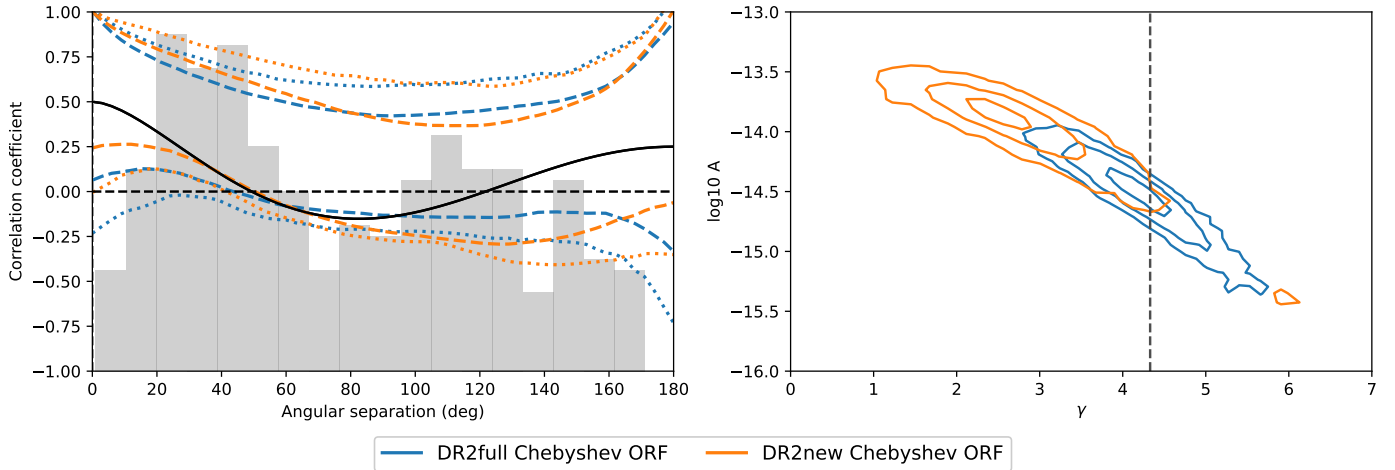 1.00
0.75
0.50
0.25
0.00
−0.25
−0.50
−0.75
−1.00
Correlation coefficient
0 20 40 60 80 100 120 140 160 180
Angular separation (deg)
−13.0
−13.5
−14.0
−14.5
−15.0
−15.5
−16.0
log10 A
0 1 2 3 4 5 6 7
γ
DR2full Chebyshev ORF DR2new Chebyshev ORF